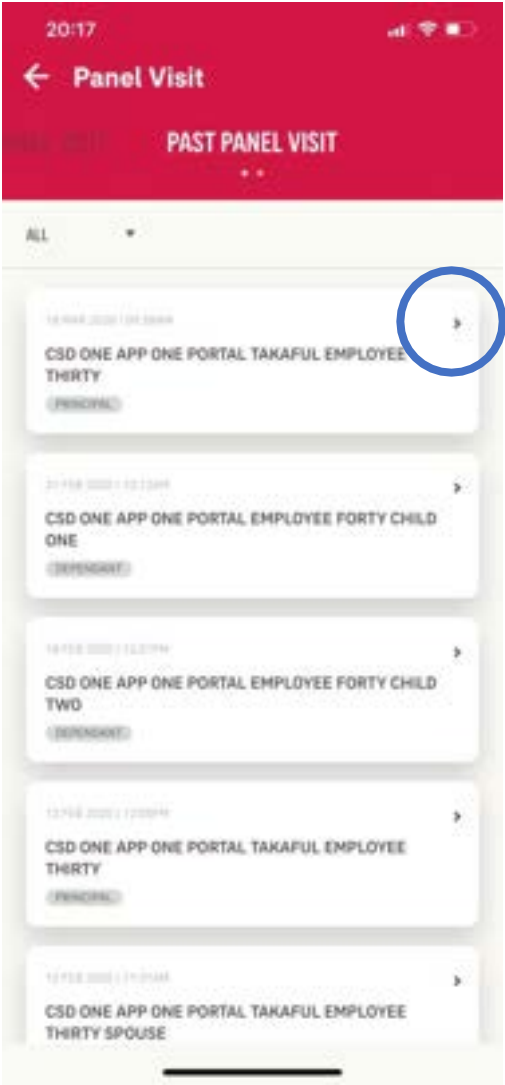 20:17
Panel Visit
PAST PANEL VISIT
ALL
CSD ONE APP ONE PORTAL TAKAFUL EMPLOYEE
THIRTY
PRINCIPAL
CSD ONE APP ONE PORTAL EMPLOYEE FORTY CHILD
ONE
DEPENDANT
CSD ONE APP ONE PORTAL EMPLOYEE FORTY CHILD
TWO
DEPENDANT
CSD ONE APP ONE PORTAL TAKAFUL EMPLOYEE
THIRTY
PRINCIPAL
CSD ONE APP ONE PORTAL TAKAFUL EMPLOYEE
THIRTY SPOUSE